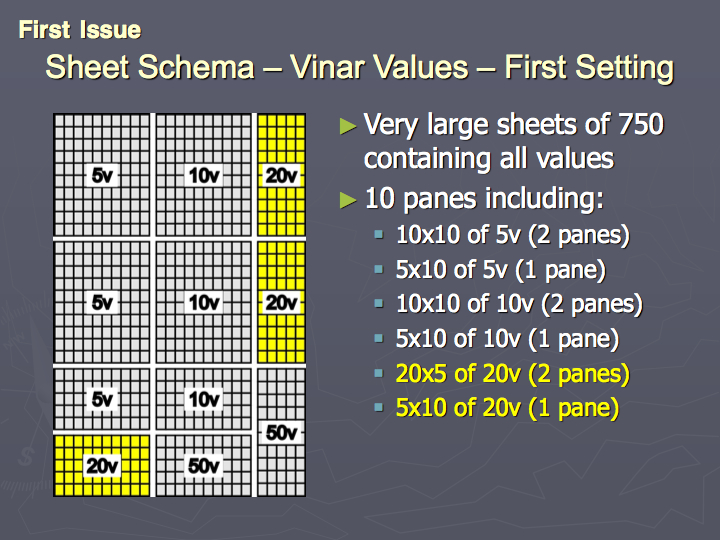 First Issue
Sheet Schema – Vinar Values – First Setting
5v 10v 20v
5v 10v 20v
5v 10v
50v
20v 50v
► Very large sheets of 750
containing all values
► 10 panes including:
▪ 10x10 of 5v (2 panes)
▪ 5x10 of 5v (1 pane)
▪ 10x10 of 10v (2 panes)
▪ 5x10 of 10v (1 pane)
▪ 20x5 of 20v (2 panes)
▪ 5x10 of 20v (1 pane)